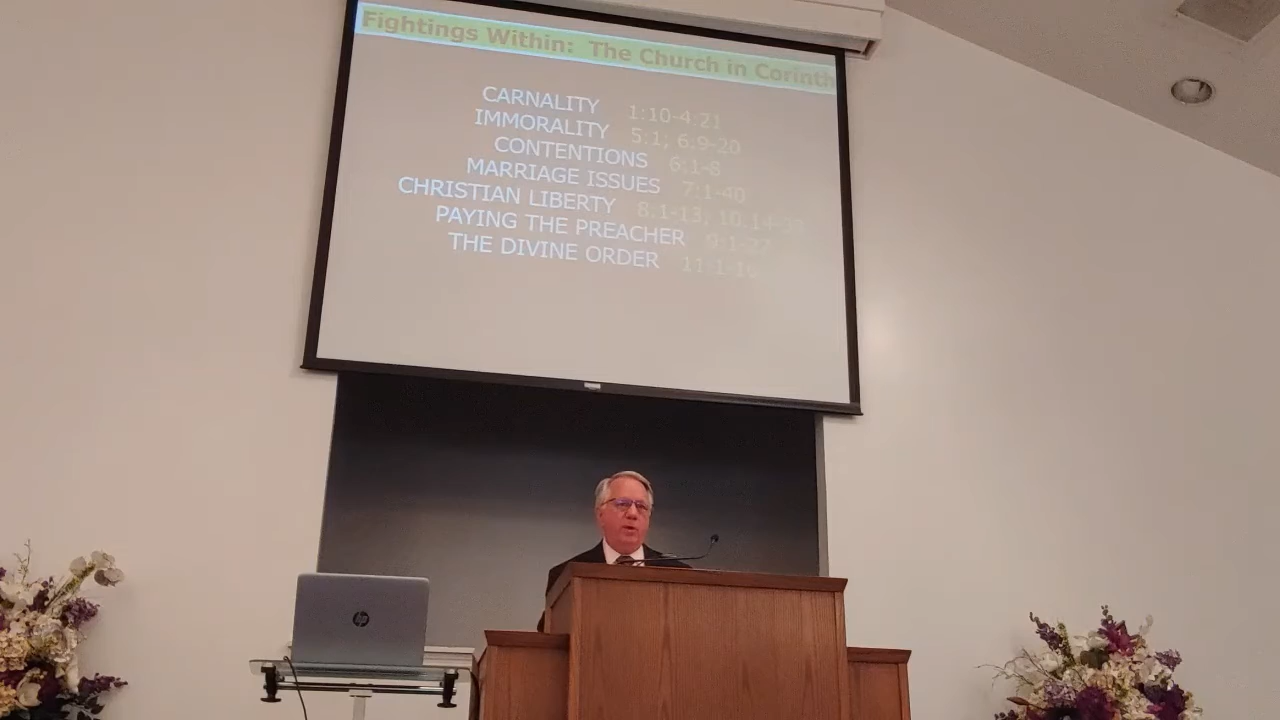 Fightings Within: The Church in Corinth
CARNALITY 1:10-4:21
IMMORALITY 5:1; 6:9-20
CONTENTIONS 6:1-8
MARRIAGE ISSUES 7:1-40
CHRISTIAN LIBERTY 8:1-13; 10:14-33
PAYING THE PREACHER 9:1-27
THE DIVINE ORDER 11:1-16
hp